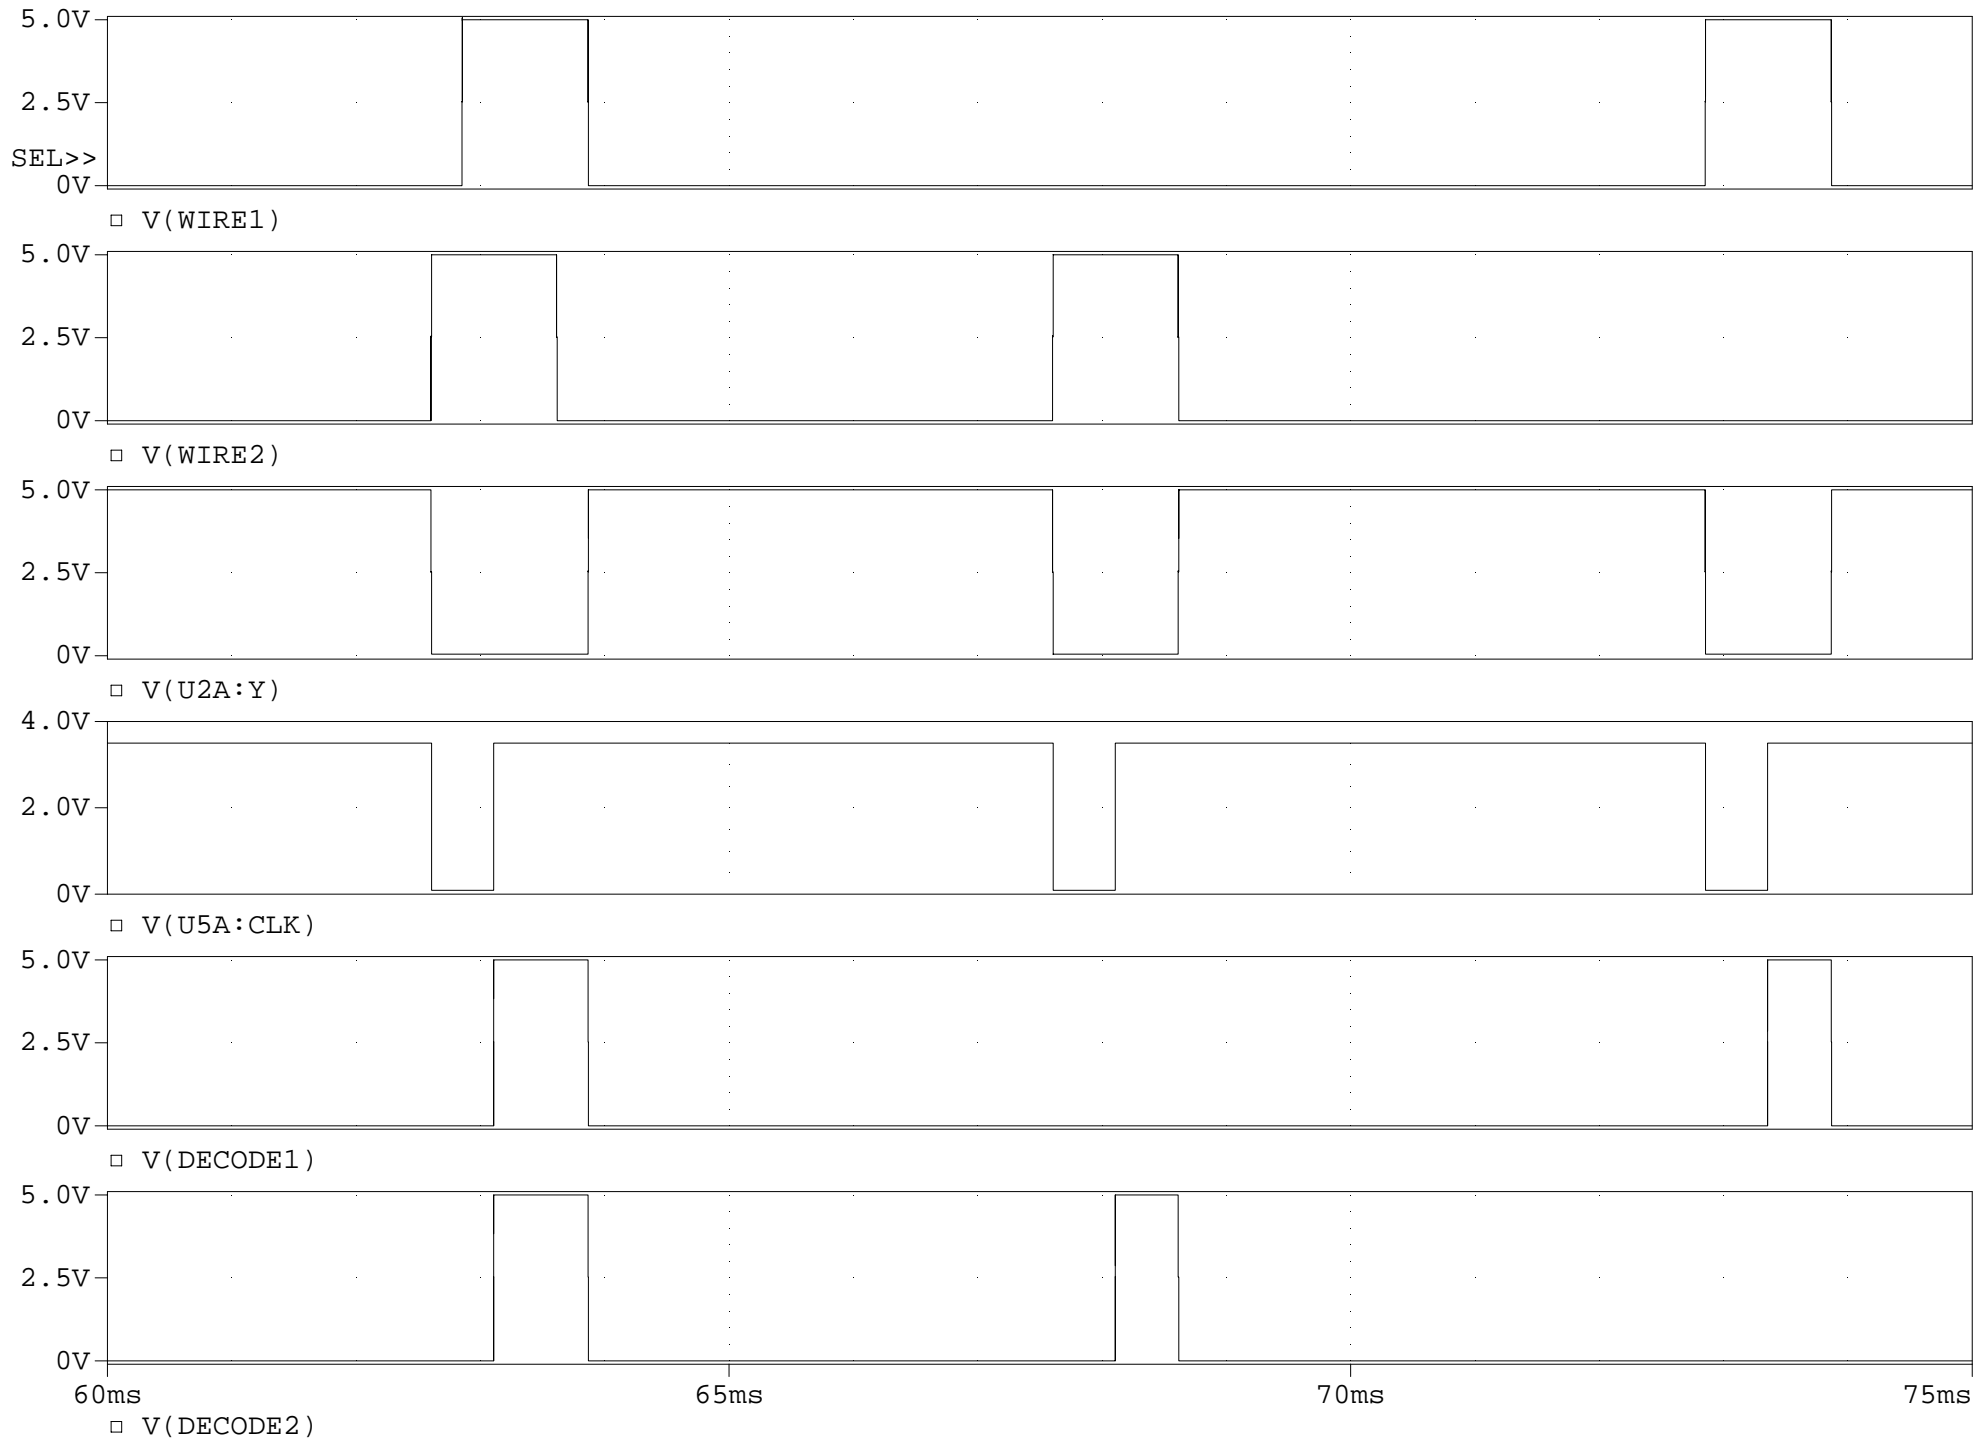 5.0V
2.5V
SEL>>
0V
V(WIRE1)
5.0V
2.5V
0V
V(WIRE2)
5.0V
2.5V
0V
V(U2A:Y)
4.0V
2.0V
0V
V(U5A:CLK)
5.0V
2.5V
0V
V(DECODE1)
5.0V
2.5V
0V
60ms 65ms 70ms 75ms
V(DECODE2)